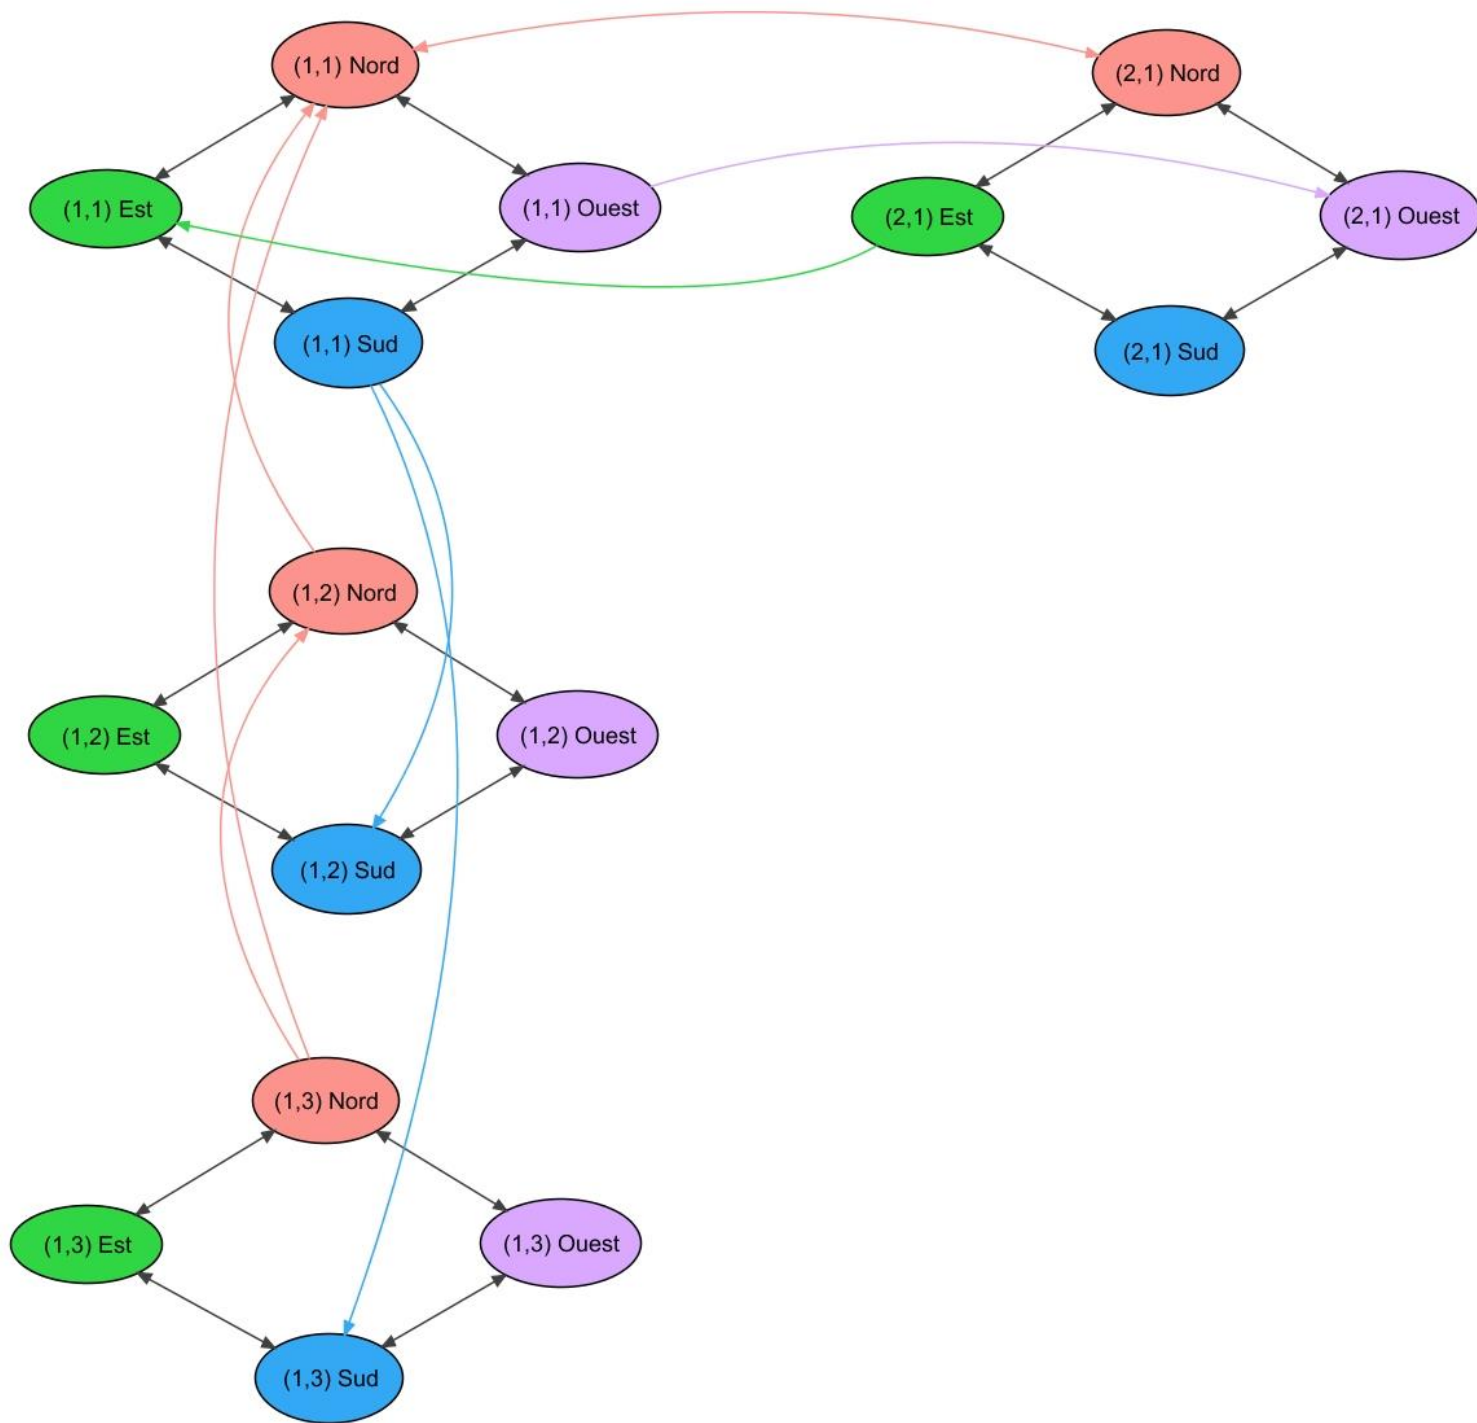 (1,1) Nord
(2,1) Nord
(1,1) Est
(1,1) Ouest
(2,1) Est
(2,1) Ouest
(1,1) Sud
(2,1) Sud
(1,2) Nord
(1,2) Est
(1,2) Ouest
(1,2) Sud
(1,3) Nord
(1,3) Est
(1,3) Ouest
(1,3) Sud